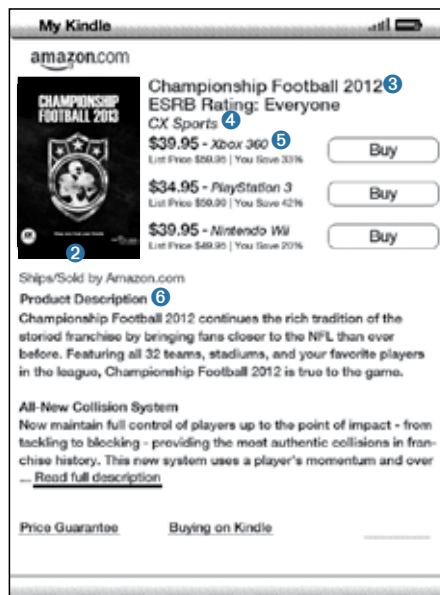 My Kindle
amazon.com
CHAMPIONSHIP
FOOTBALL 2013
2
Championship Football 2012 3
ESRB Rating: Everyone
CX Sports 4
$39.95 - Xbox 360 5
List Price $59.95 | You Save 33%
Buy
$34.95 - PlayStation 3
List Price $59.99 | You Save 42%
Buy
$39.95 - Nintendo Wii
List Price $49.95 | You Save 20%
Buy
Ships/Sold by Amazon.com
Product Description 6
Championship Football 2012 continues the rich tradition of the
storied franchise by bringing fans closer to the NFL than ever
before. Featuring all 32 teams, stadiums, and your favorite players
in the league, Championship Football 2012 is true to the game.
All-New Collision System
Now maintain full control of players up to the point of impact - from
tackling to blocking - providing the most authentic collisions in fran-
chise history. This new system uses a player's momentum and over
... Read full description
Price Guarantee
Buying on Kindle